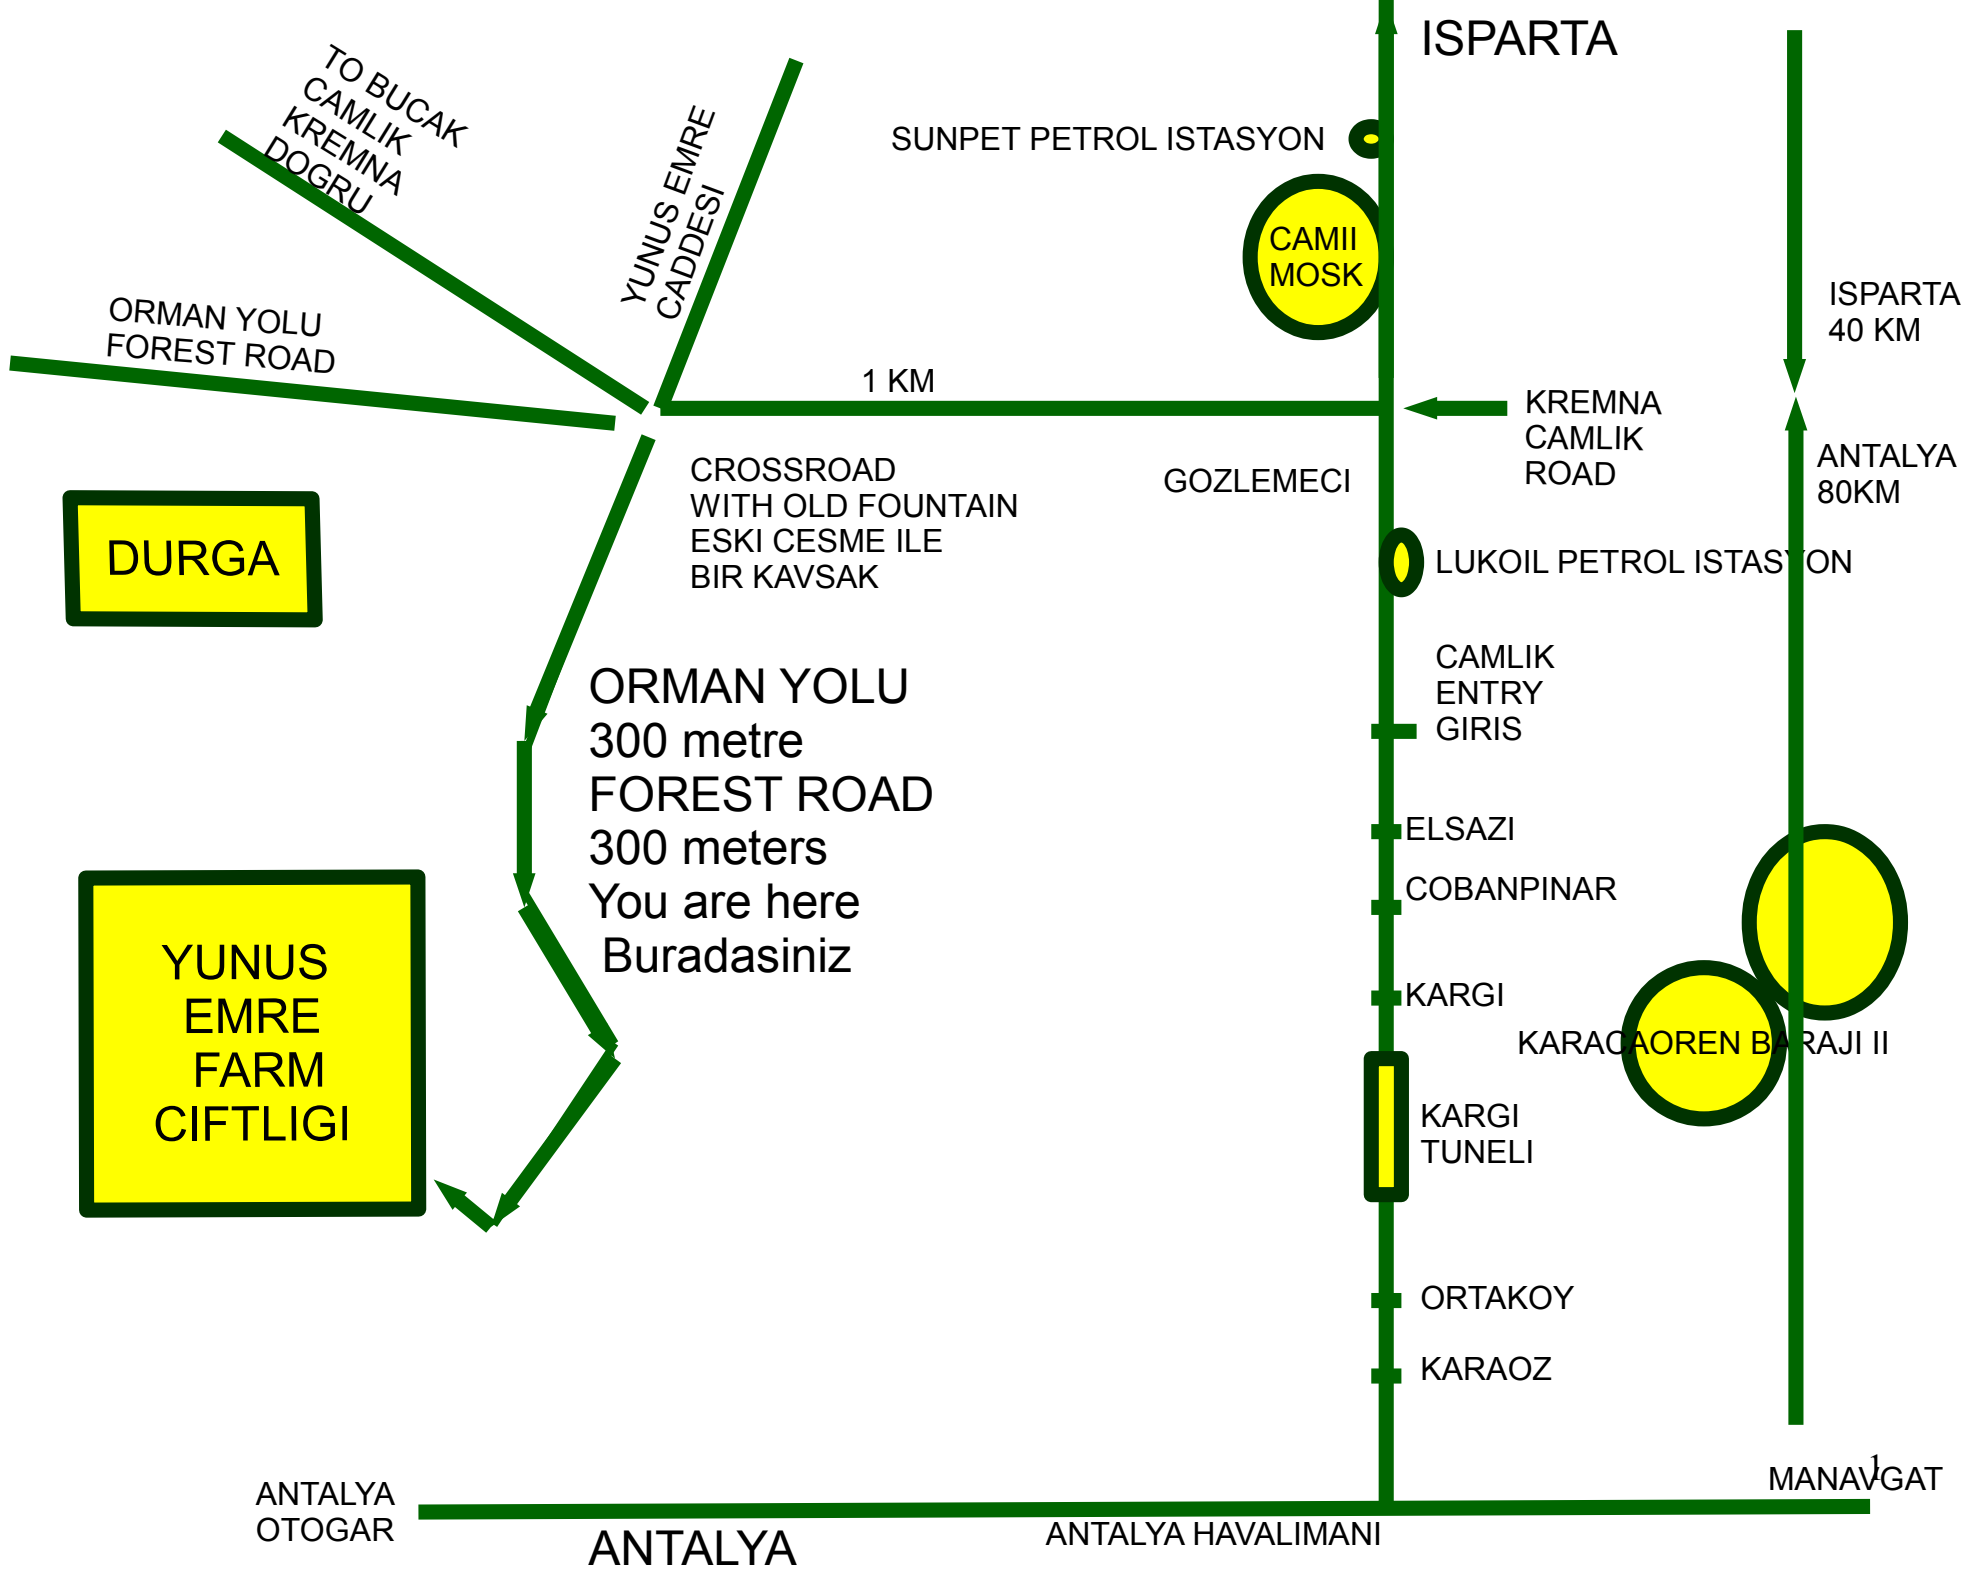 ISPARTA
TO BUCAK
CAMLIK
KREMNA
DOGRU
YUNUS EMRE
CADDESI
SUNPET PETROL ISTASYON
CAMII
MOSK
ORMAN YOLU
FOREST ROAD
ISPARTA
40 KM
1 KM
KREMNA
CAMLIK
ROAD
ANTALYA
80KM
CROSSROAD
WITH OLD FOUNTAIN
ESKI CESME ILE
BIR KAVSAK
GOZLEMECI
DURGA
LUKOIL PETROL ISTASYON
CAMLIK
ENTRY
GIRIS
ORMAN YOLU
300 metre
FOREST ROAD
300 meters
You are here
Buradasiniz
ELSAZI
COBANPINAR
KARGI
YUNUS
EMRE
FARM
CIFTLIGI
KARACAOREN BARAJI II
KARGI
TUNELI
ORTAKOY
KARAOZ
MANAVGAT
1
ANTALYA
OTOGAR
ANTALYA
ANTALYA HAVALIMANI